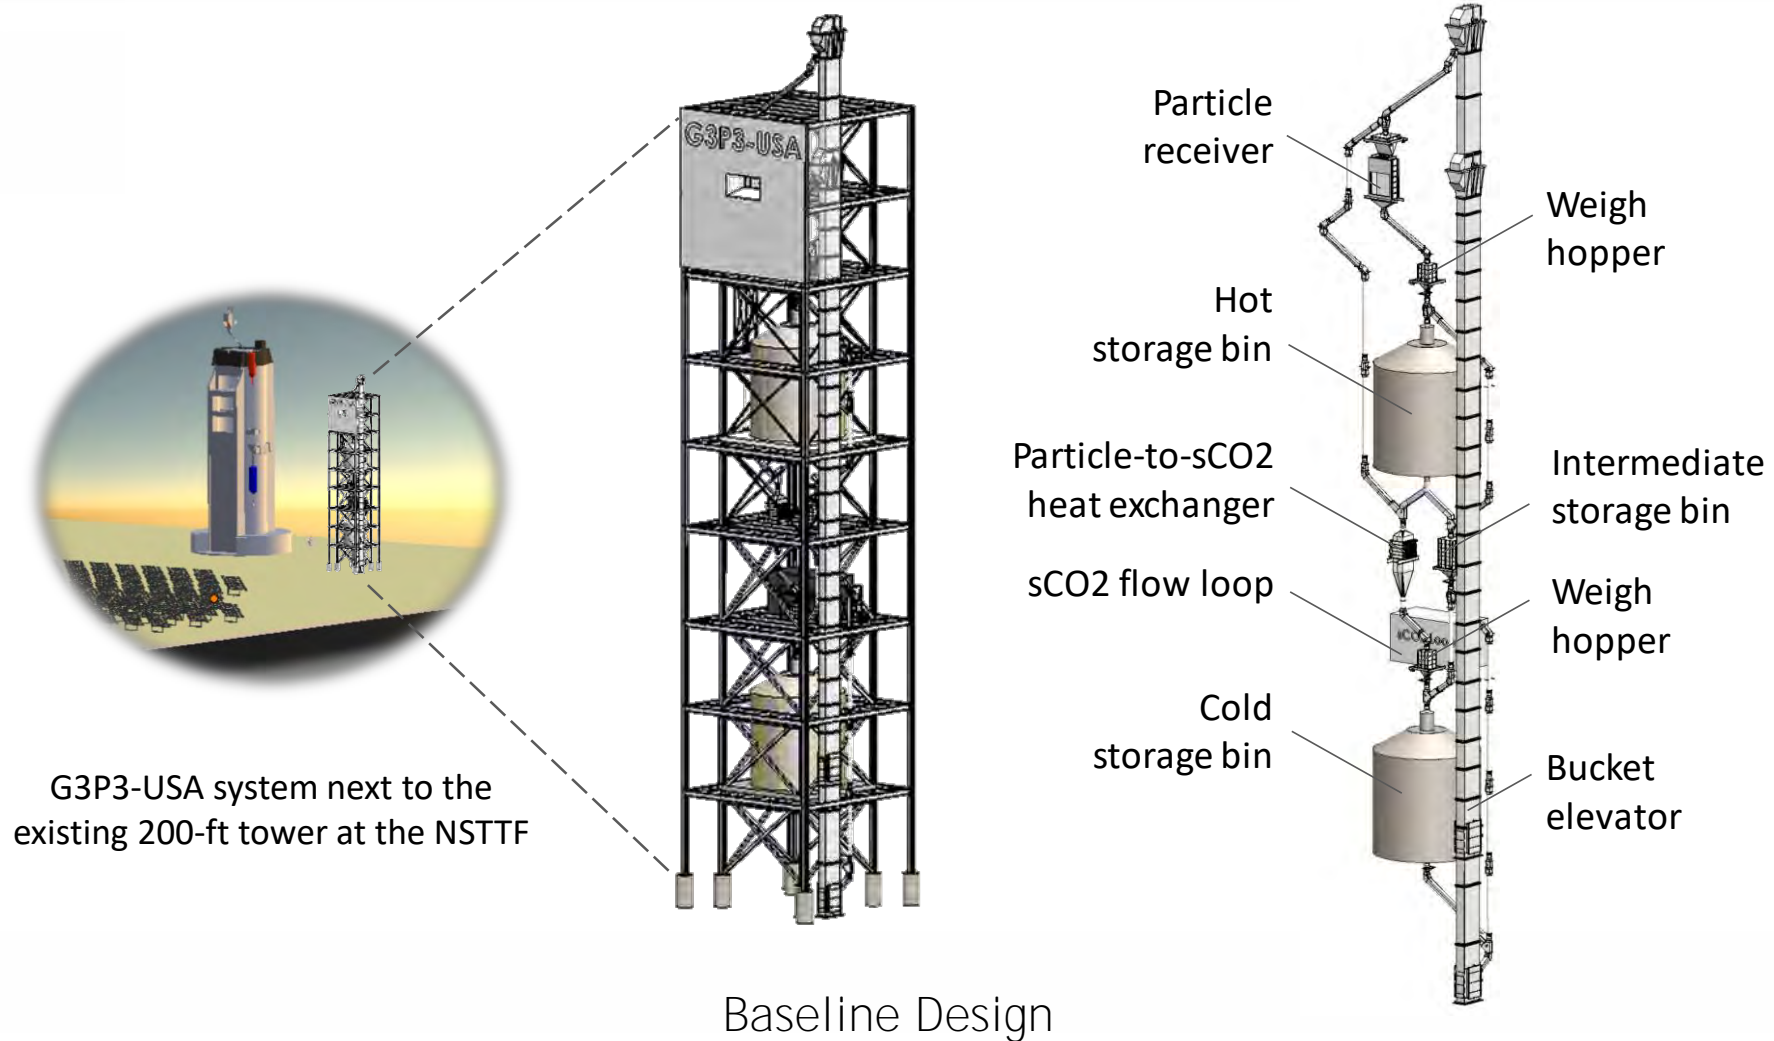 G3P3-USA
Particle
receiver
Weigh
hopper
Hot
storage bin
Particle-to-sCO2
heat exchanger
Intermediate
storage bin
sCO2 flow loop
Weigh
hopper
Cold
storage bin
Bucket
elevator
G3P3-USA system next to the
existing 200-ft tower at the NSTTF
Baseline Design